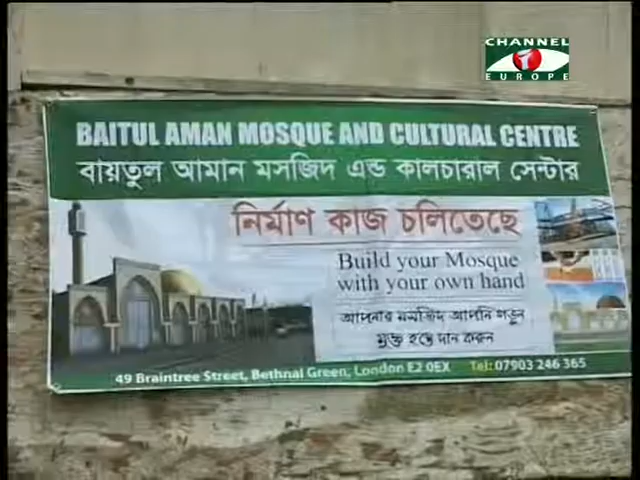 CHANNEL
EUROPE
BAITUL AMAN MOSQUE AND CULTURAL CENTRE
বায়তুল আমান মসজিদ এন্ড কালচারাল সেন্টার
নির্মাণ কাজ চলিতেছে
Build your Mosque
with your own hand
আপনার মসজিদ আপনি গড়ুন
মুক্ত হস্তে দান করুন
49 Braintree Street, Bethnal Green, London E2 0EX
Tel: 07903 246 365